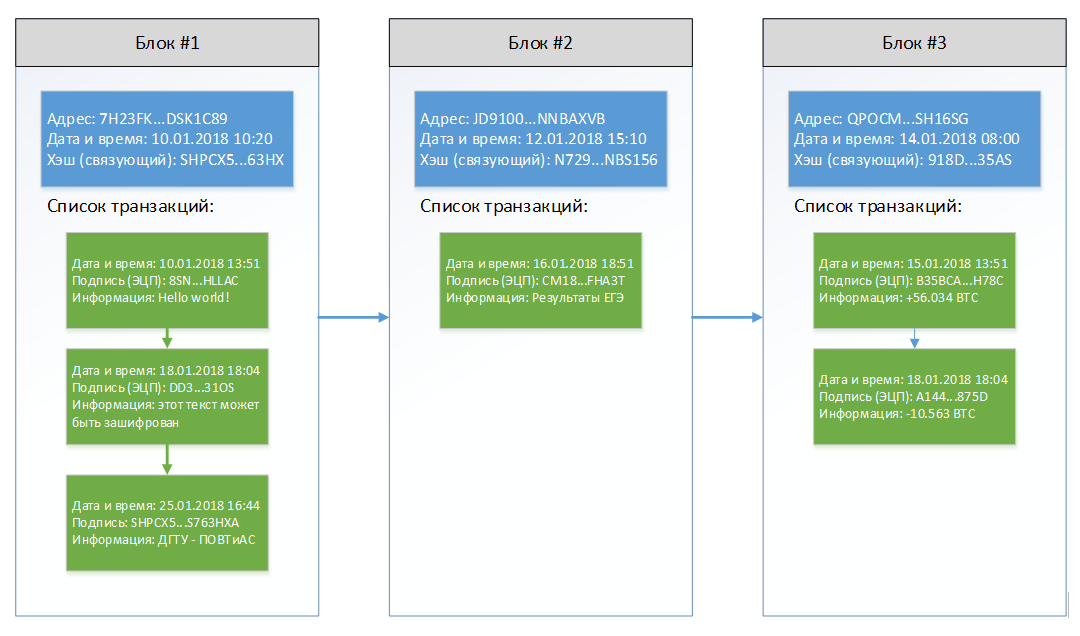 Блок #1
Адрес: 7H23FK...DSK1C89
Дата и время: 10.01.2018 10:20
Хэш (связующий): SHPCX5...63HX
Список транзакций:
Дата и время: 10.01.2018 13:51
Подпись (ЭЦП): 8SN...HLLAC
Информация: Hello world!
Дата и время: 18.01.2018 18:04
Подпись (ЭЦП): DD3...31OS
Информация: этот текст может
быть зашифрован
Дата и время: 25.01.2018 16:44
Подпись: SHPCX5...S763HXA
Информация: ДГТУ - ПОВТиАС
Блок #2
Адрес: JD9100...NNBAXVB
Дата и время: 12.01.2018 15:10
Хэш (связующий): N729...NBS156
Список транзакций:
Дата и время: 16.01.2018 18:51
Подпись (ЭЦП): CM18...FHA3T
Информация: Результаты ЕГЭ
Блок #3
Адрес: QPOCM...SH16SG
Дата и время: 14.01.2018 08:00
Хэш (связующий): 918D...35AS
Список транзакций:
Дата и время: 15.01.2018 13:51
Подпись (ЭЦП): B35BCA...H78C
Информация: +56.034 BTC
Дата и время: 18.01.2018 18:04
Подпись (ЭЦП): A144...875D
Информация: -10.563 BTC